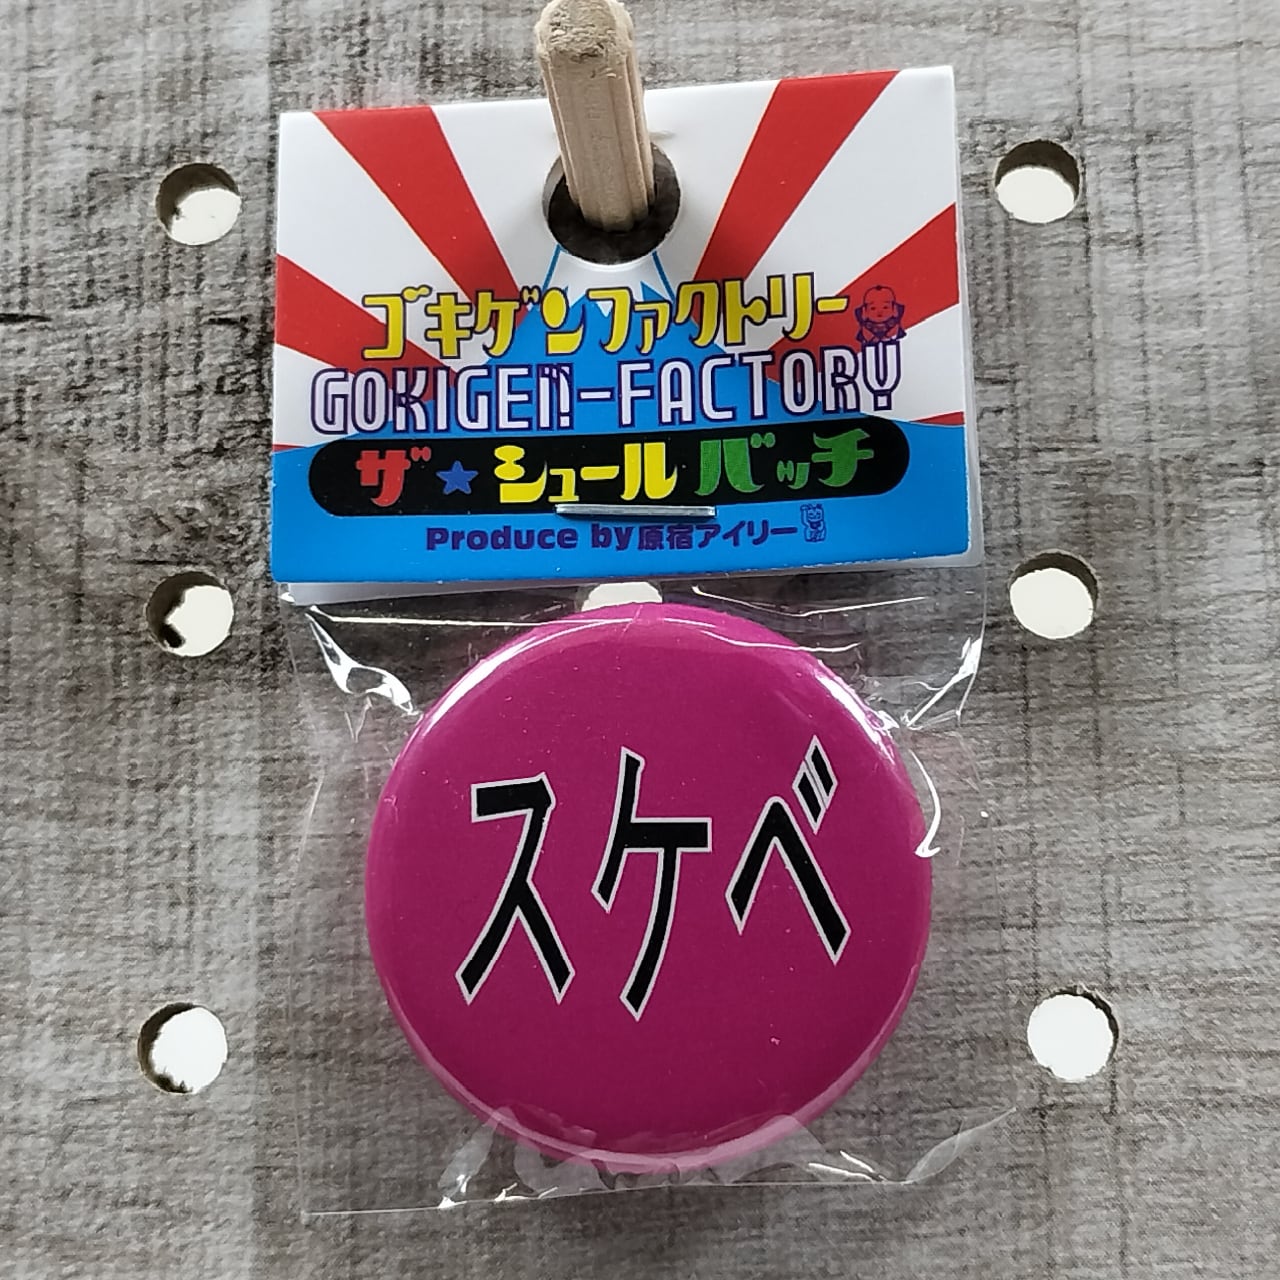 ゴキゲンファクトリー
GOKIGEN-FACTORY
ザ★シュールバッチ
Produce by 原宿アイリー
スケベ